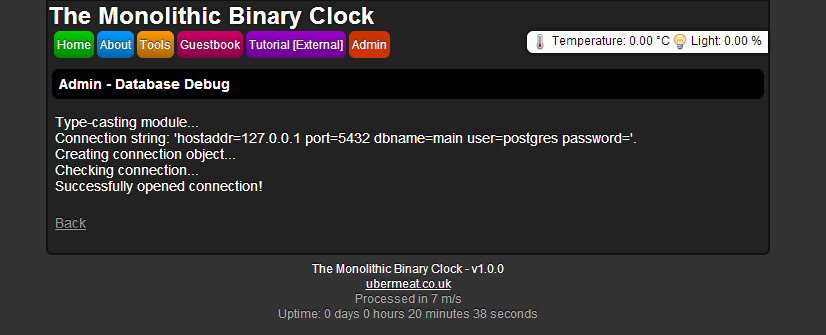 The Monolithic Binary Clock
Home About Tools Guestbook Tutorial [External] Admin Temperature: 0.00 °C Light: 0.00 %
Admin - Database Debug
Type-casting module...
Connection string: 'hostaddr=127.0.0.1 port=5432 dbname=main user=postgres password='.
Creating connection object...
Checking connection...
Successfully opened connection!
Back
The Monolithic Binary Clock - v1.0.0
ubermeat.co.uk
Processed in 7 m/s
Uptime: 0 days 0 hours 20 minutes 38 seconds